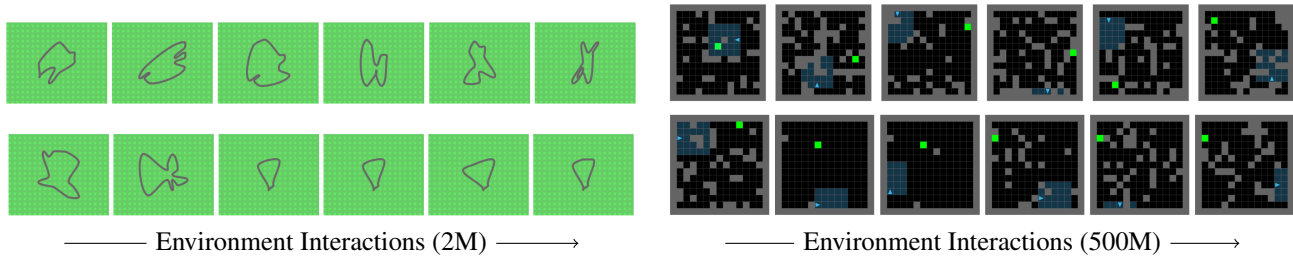 Environment Interactions (2M)
Environment Interactions (500M)